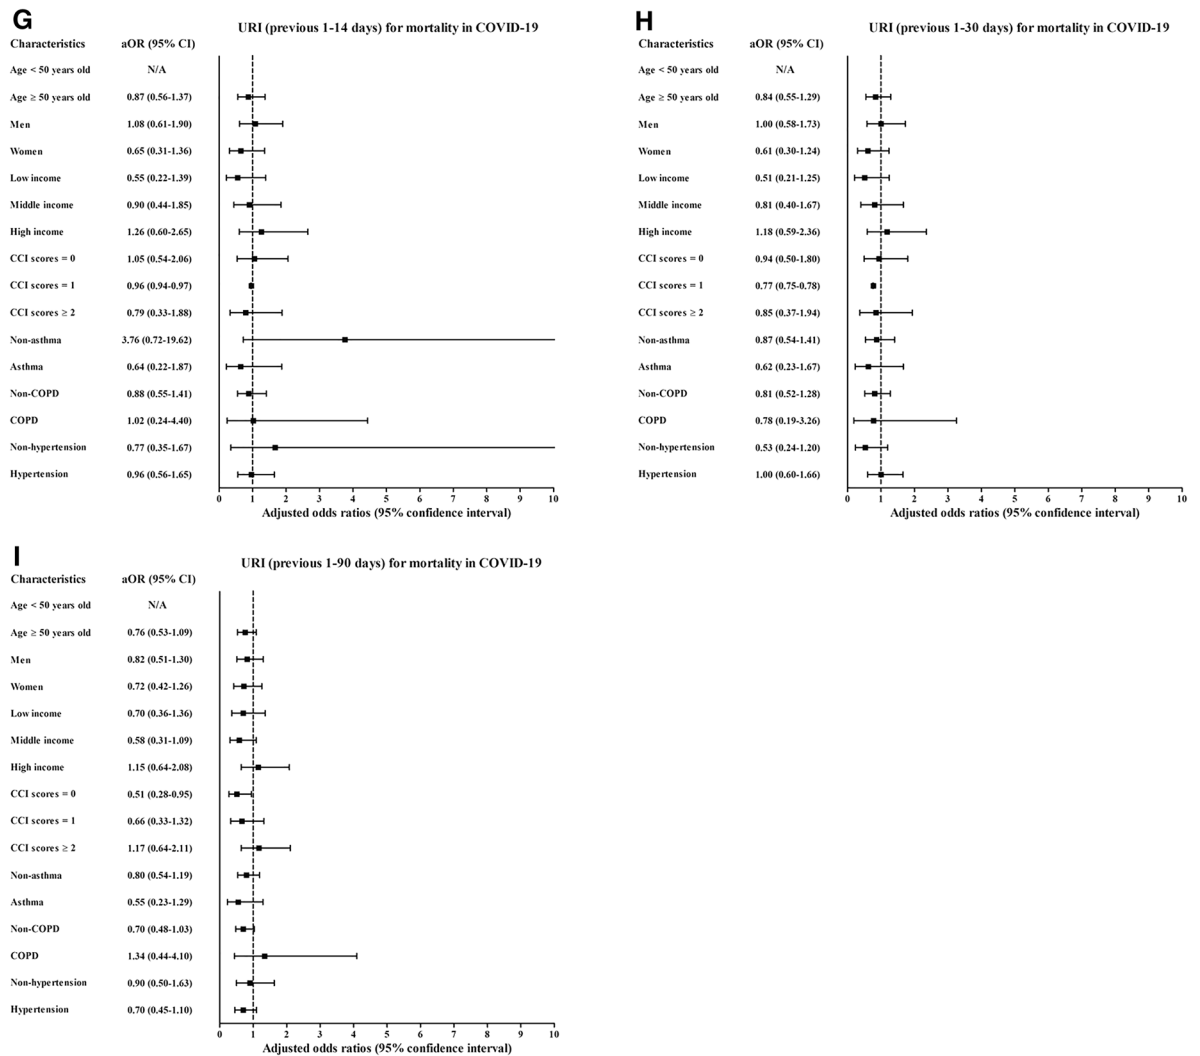 G
URI (previous 1-14 days) for mortality in COVID-19
Characteristics aOR (95% CI)
Age < 50 years old N/A
Age ≥ 50 years old 0.87 (0.56-1.37)
Men 1.08 (0.61-1.90)
Women 0.65 (0.31-1.36)
Low income 0.55 (0.22-1.39)
Middle income 0.90 (0.44-1.85)
High income 1.26 (0.60-2.65)
CCI scores = 0 1.05 (0.54-2.06)
CCI scores = 1 0.96 (0.94-0.97)
CCI scores ≥ 2 0.79 (0.33-1.88)
Non-asthma 3.76 (0.72-19.62)
Asthma 0.64 (0.22-1.87)
Non-COPD 0.88 (0.55-1.41)
COPD 1.02 (0.24-4.40)
Non-hypertension 0.77 (0.35-1.67)
Hypertension 0.96 (0.56-1.65)
0 1 2 3 4 5 6 7 8 9 10
Adjusted odds ratios (95% confidence interval)
H
URI (previous 1-30 days) for mortality in COVID-19
Characteristics aOR (95% CI)
Age < 50 years old N/A
Age ≥ 50 years old 0.84 (0.55-1.29)
Men 1.00 (0.58-1.73)
Women 0.61 (0.30-1.24)
Low income 0.51 (0.21-1.25)
Middle income 0.81 (0.40-1.67)
High income 1.18 (0.59-2.36)
CCI scores = 0 0.94 (0.50-1.80)
CCI scores = 1 0.77 (0.75-0.78)
CCI scores ≥ 2 0.85 (0.37-1.94)
Non-asthma 0.87 (0.54-1.41)
Asthma 0.62 (0.23-1.67)
Non-COPD 0.81 (0.52-1.28)
COPD 0.78 (0.19-3.26)
Non-hypertension 0.53 (0.24-1.20)
Hypertension 1.00 (0.60-1.66)
0 1 2 3 4 5 6 7 8 9 10
Adjusted odds ratios (95% confidence interval)
I
URI (previous 1-90 days) for mortality in COVID-19
Characteristics aOR (95% CI)
Age < 50 years old N/A
Age ≥ 50 years old 0.76 (0.53-1.09)
Men 0.82 (0.51-1.30)
Women 0.72 (0.42-1.26)
Low income 0.70 (0.36-1.36)
Middle income 0.58 (0.31-1.09)
High income 1.15 (0.64-2.08)
CCI scores = 0 0.51 (0.28-0.95)
CCI scores = 1 0.66 (0.33-1.32)
CCI scores ≥ 2 1.17 (0.64-2.11)
Non-asthma 0.80 (0.54-1.19)
Asthma 0.55 (0.23-1.29)
Non-COPD 0.70 (0.48-1.03)
COPD 1.34 (0.44-4.10)
Non-hypertension 0.90 (0.50-1.63)
Hypertension 0.70 (0.45-1.10)
0 1 2 3 4 5 6 7 8 9 10
Adjusted odds ratios (95% confidence interval)